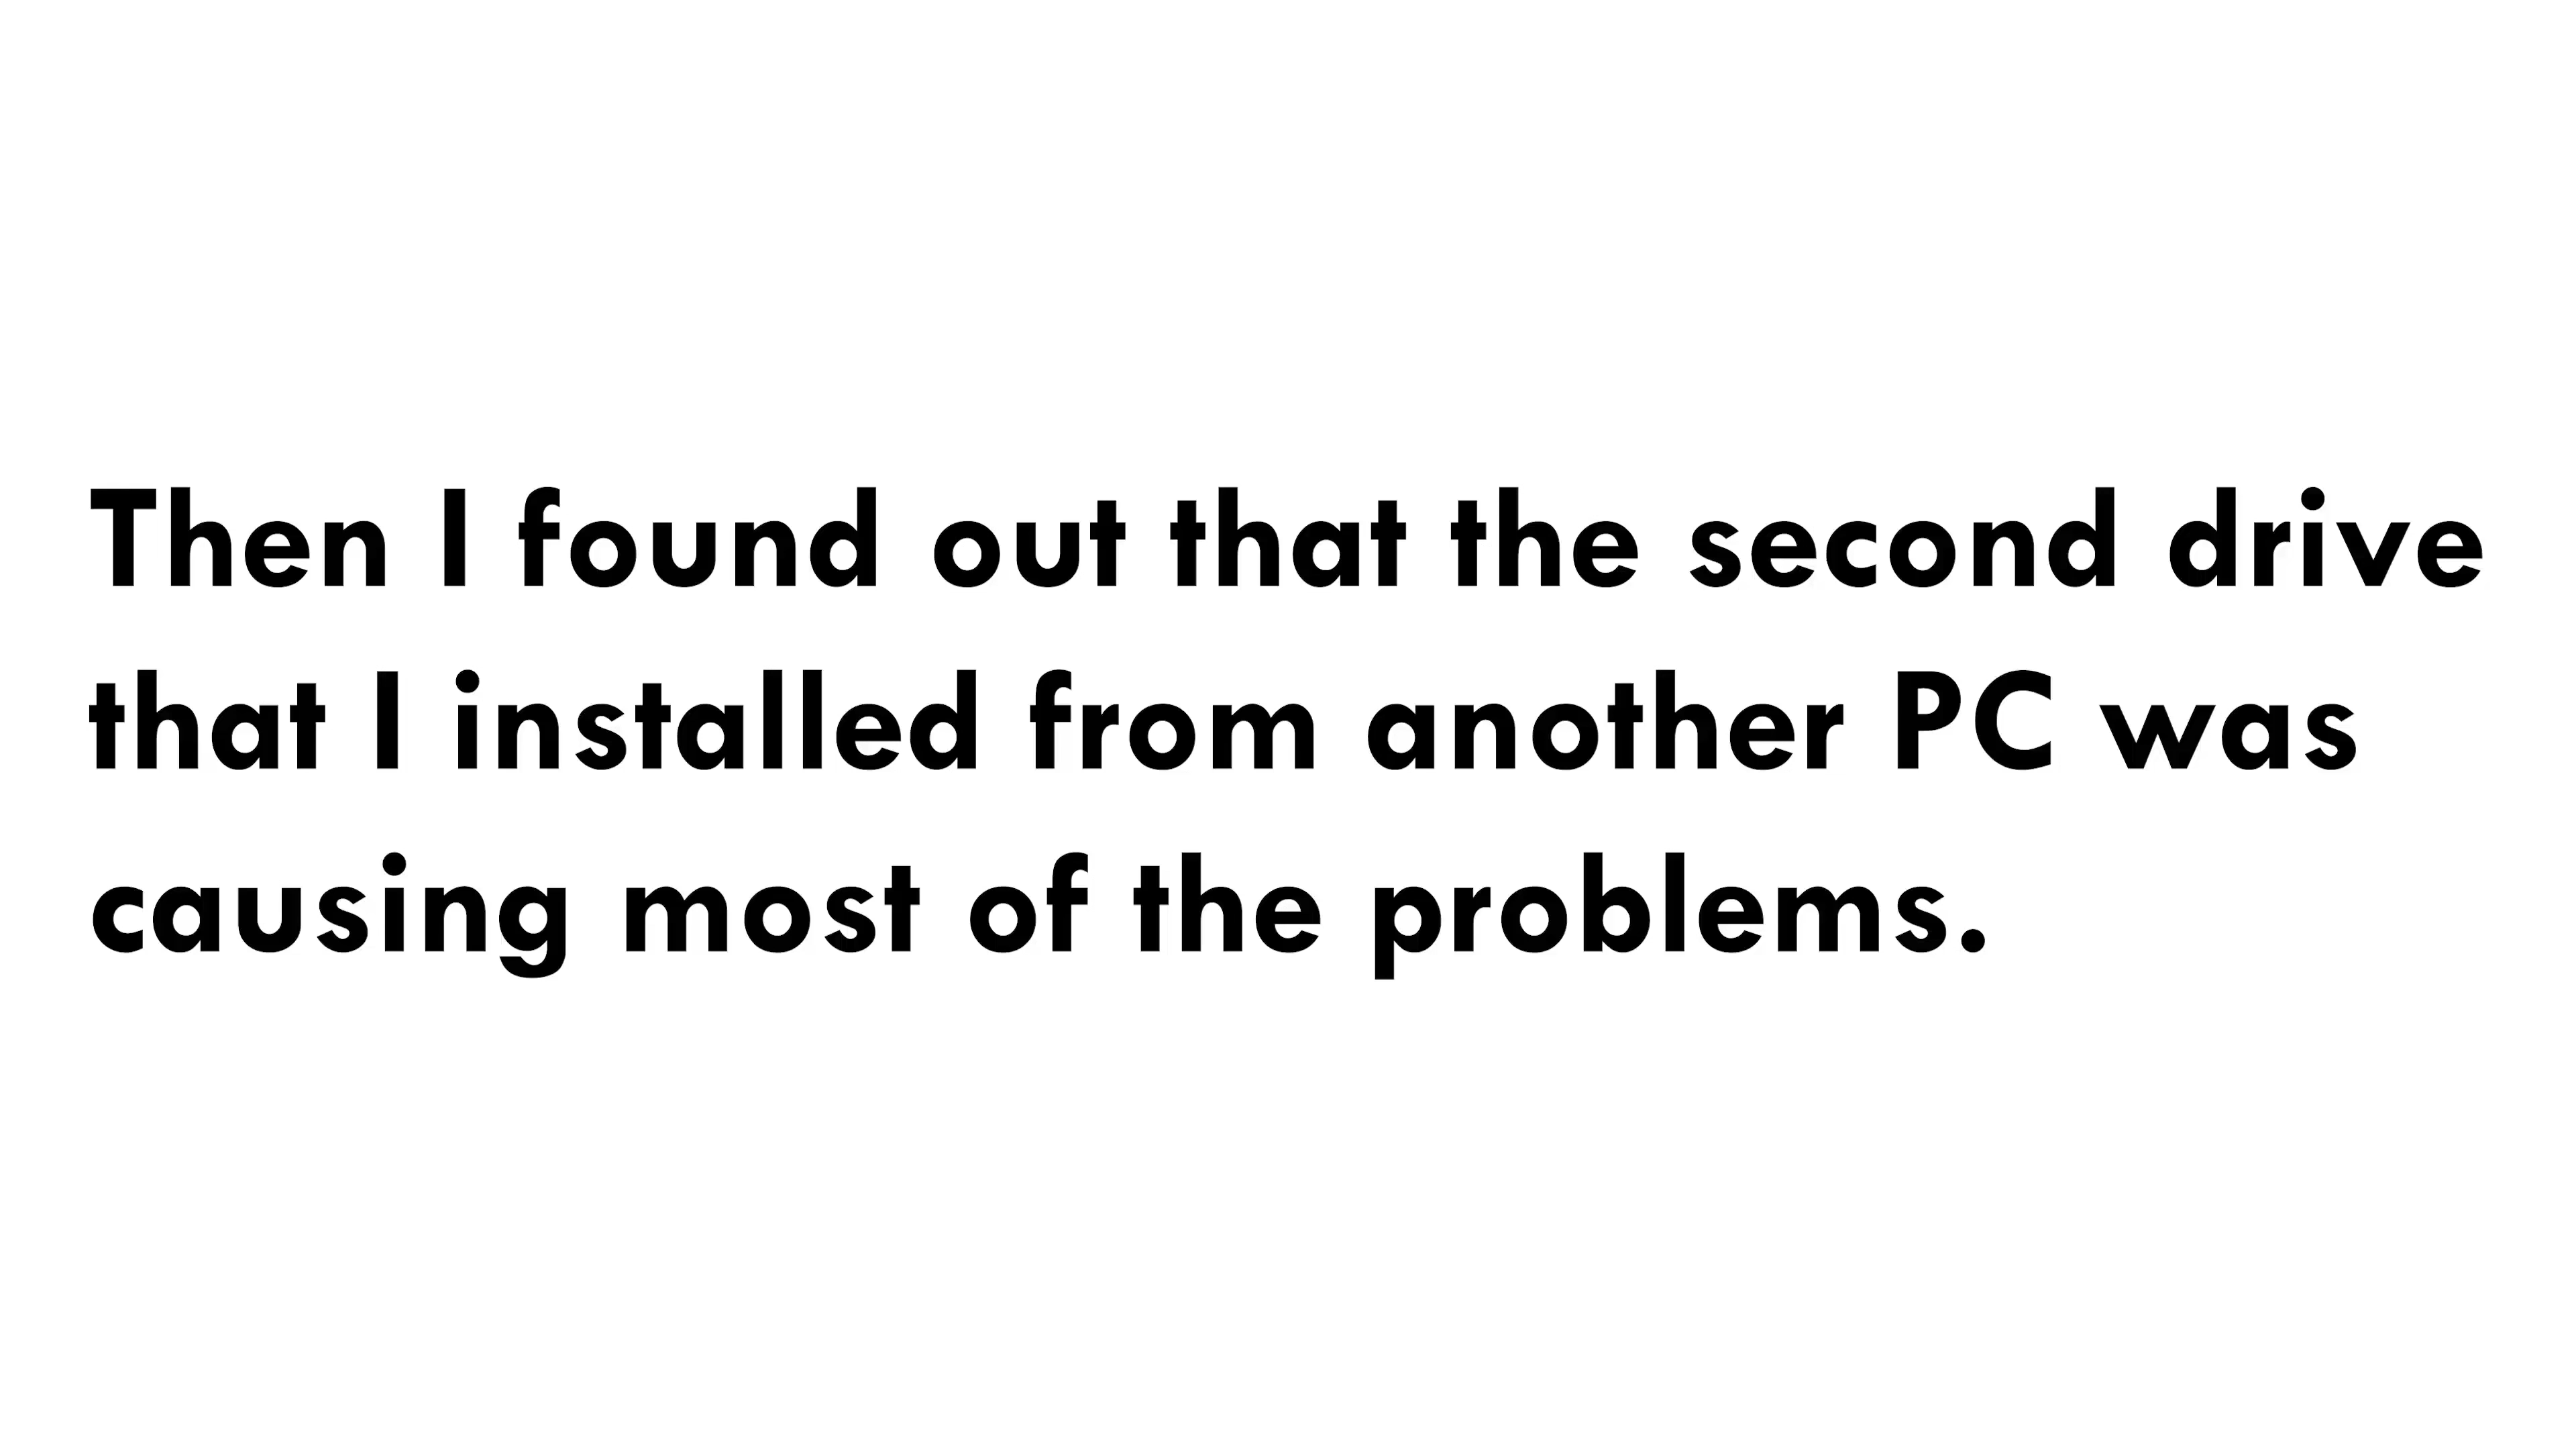 Then I found out that the second drive
that I installed from another PC was
causing most of the problems.